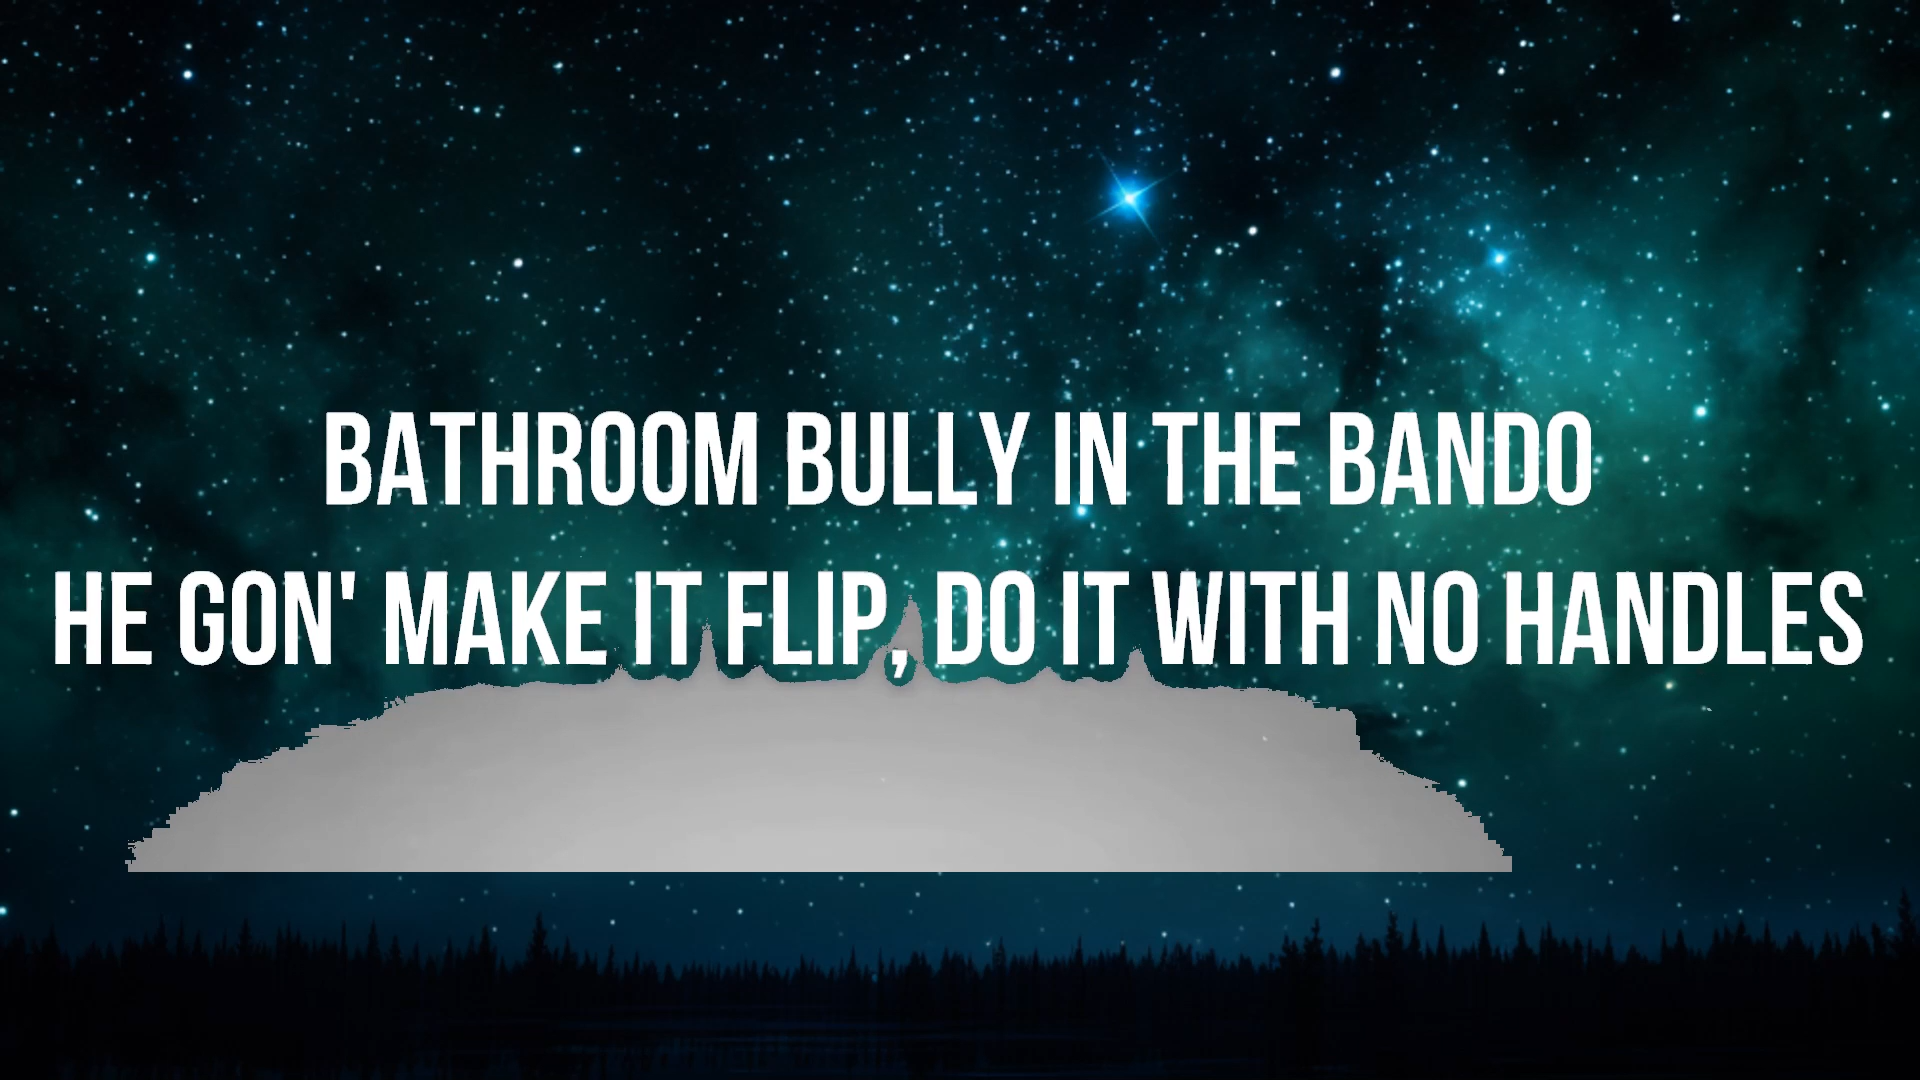 BATHROOM BULLY IN THE BANDO
HE GON' MAKE IT FLIP, DO IT WITH NO HANDLES